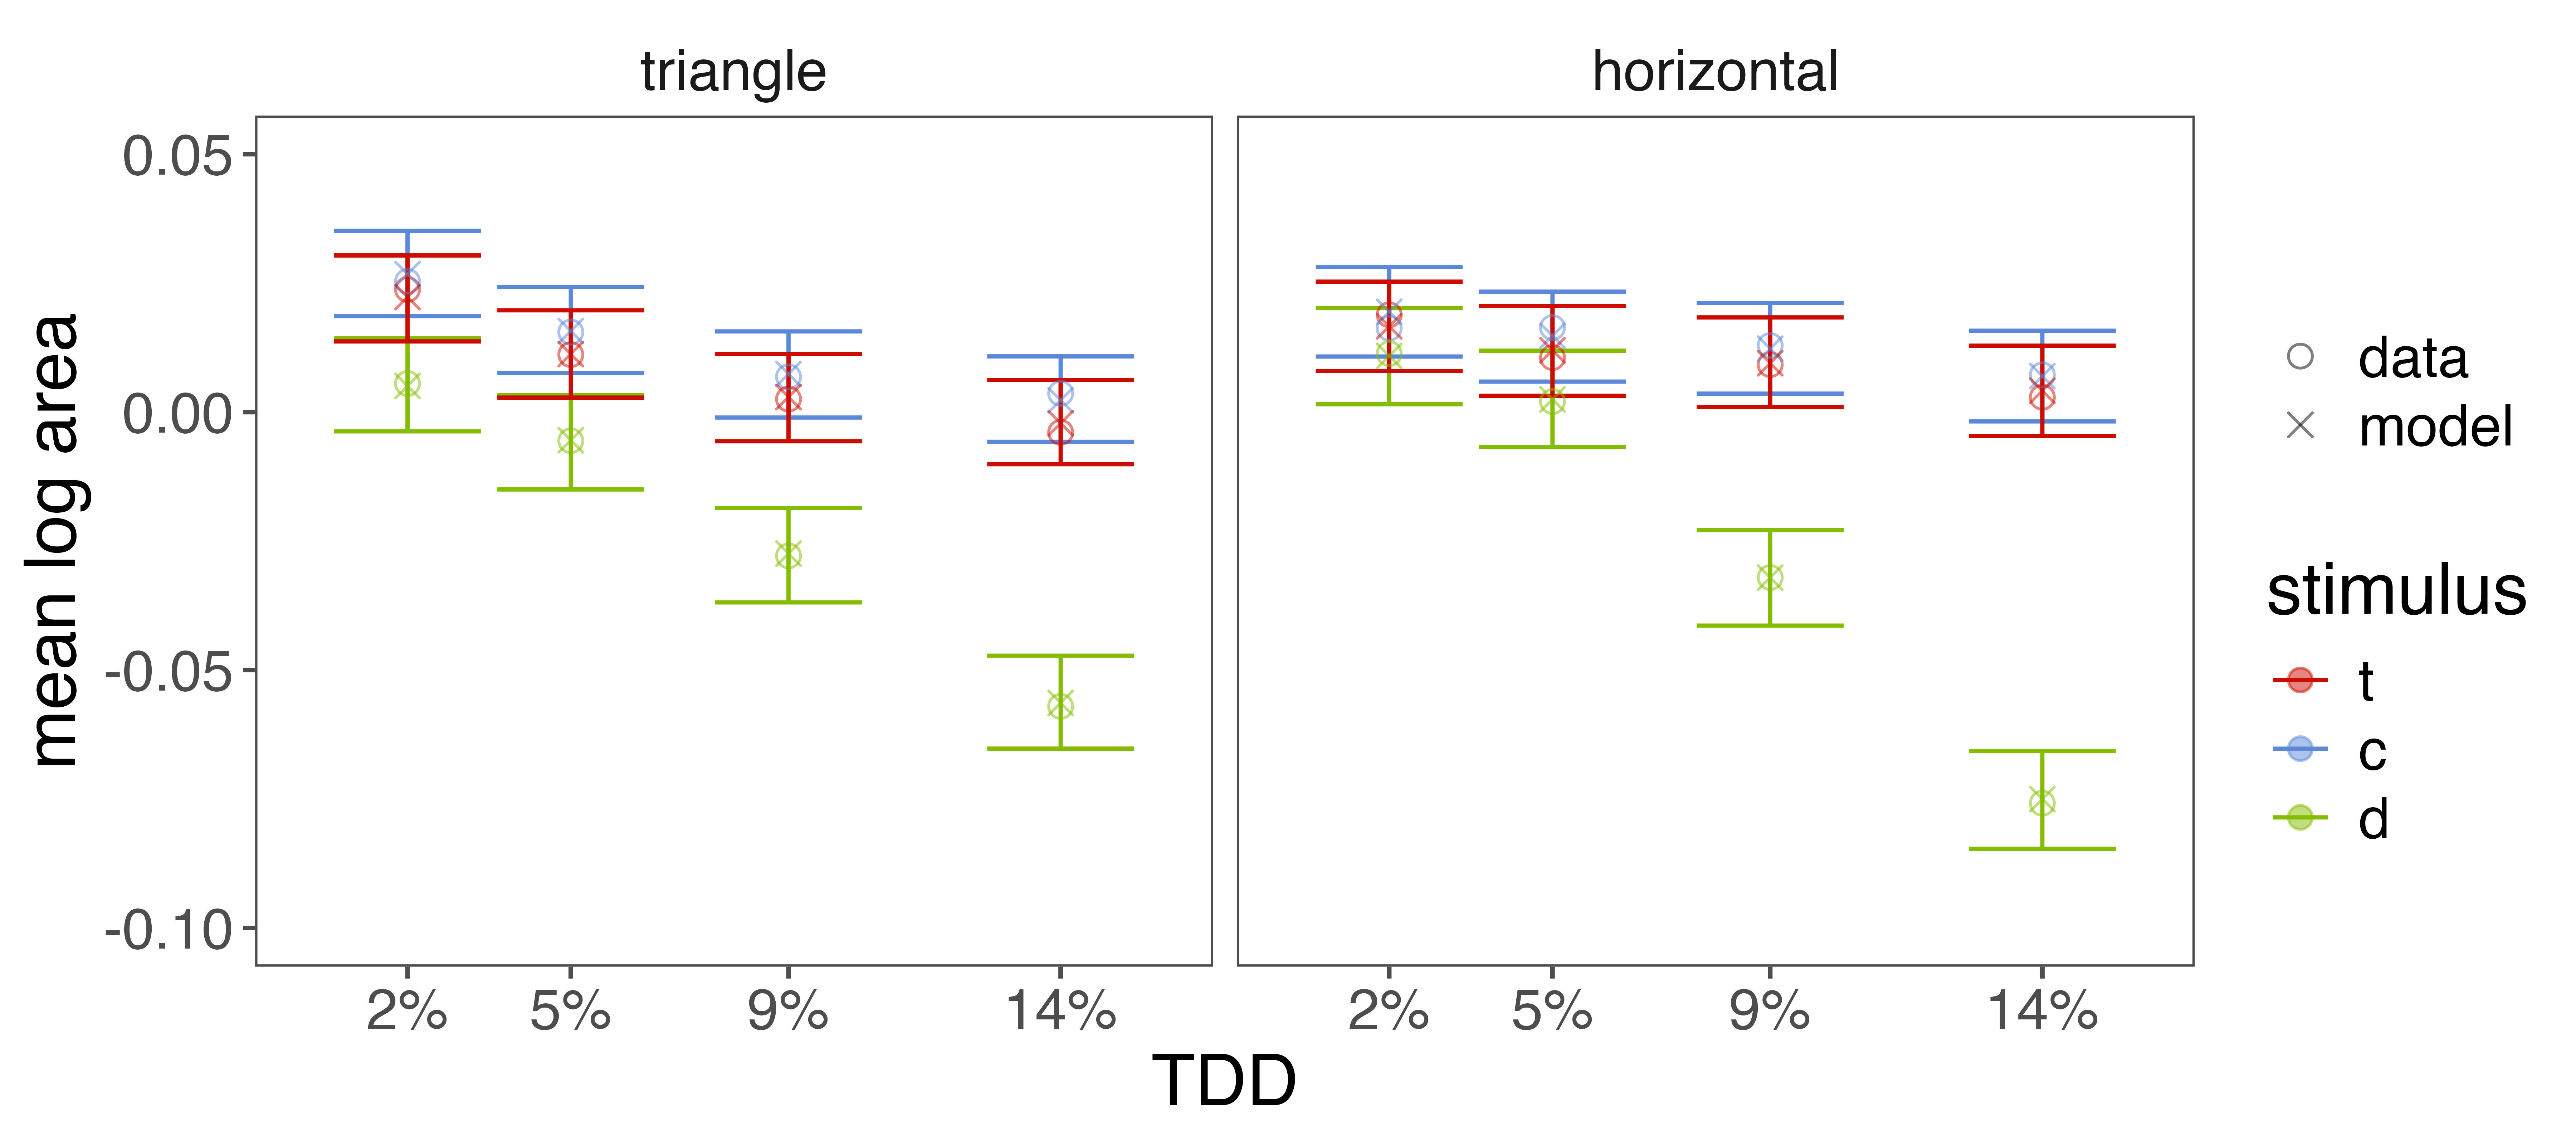 triangle
horizontal
mean log area
0.05
0.00
-0.05
-0.10
2% 5% 9% 14%
2% 5% 9% 14%
TDD
data
model
stimulus
t
c
d